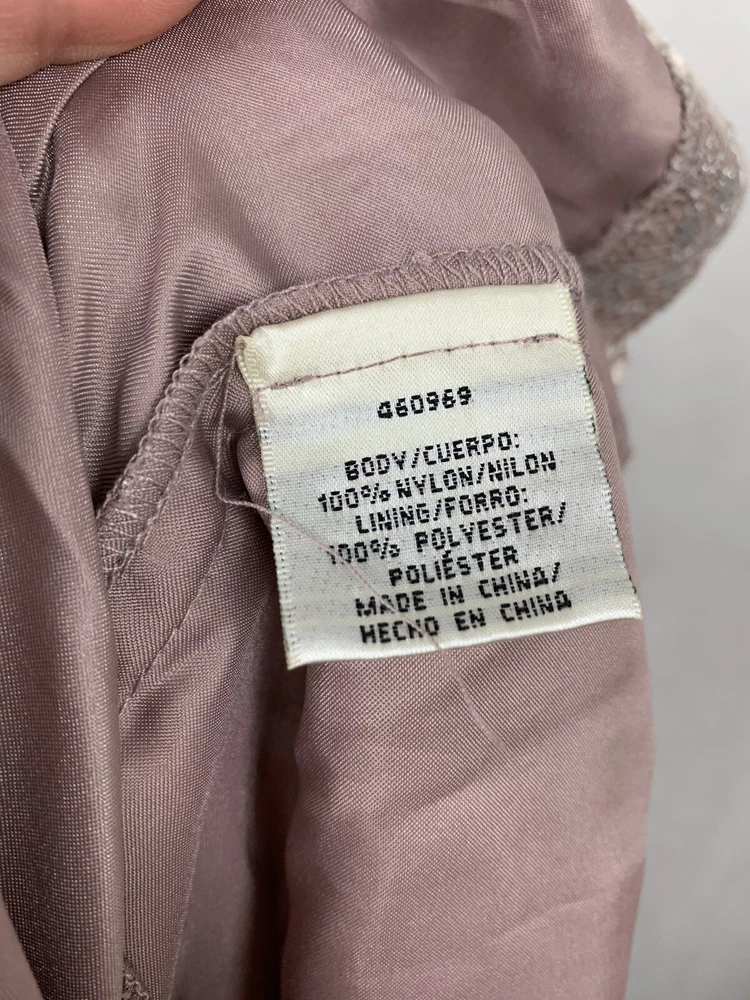 460969
BODY/CUERPO:
100% NYLON/NILON
LINING/FORRO:
100% POLYESTER/
POLIÉSTER
MADE IN CHINA/
HECHO EN CHINA